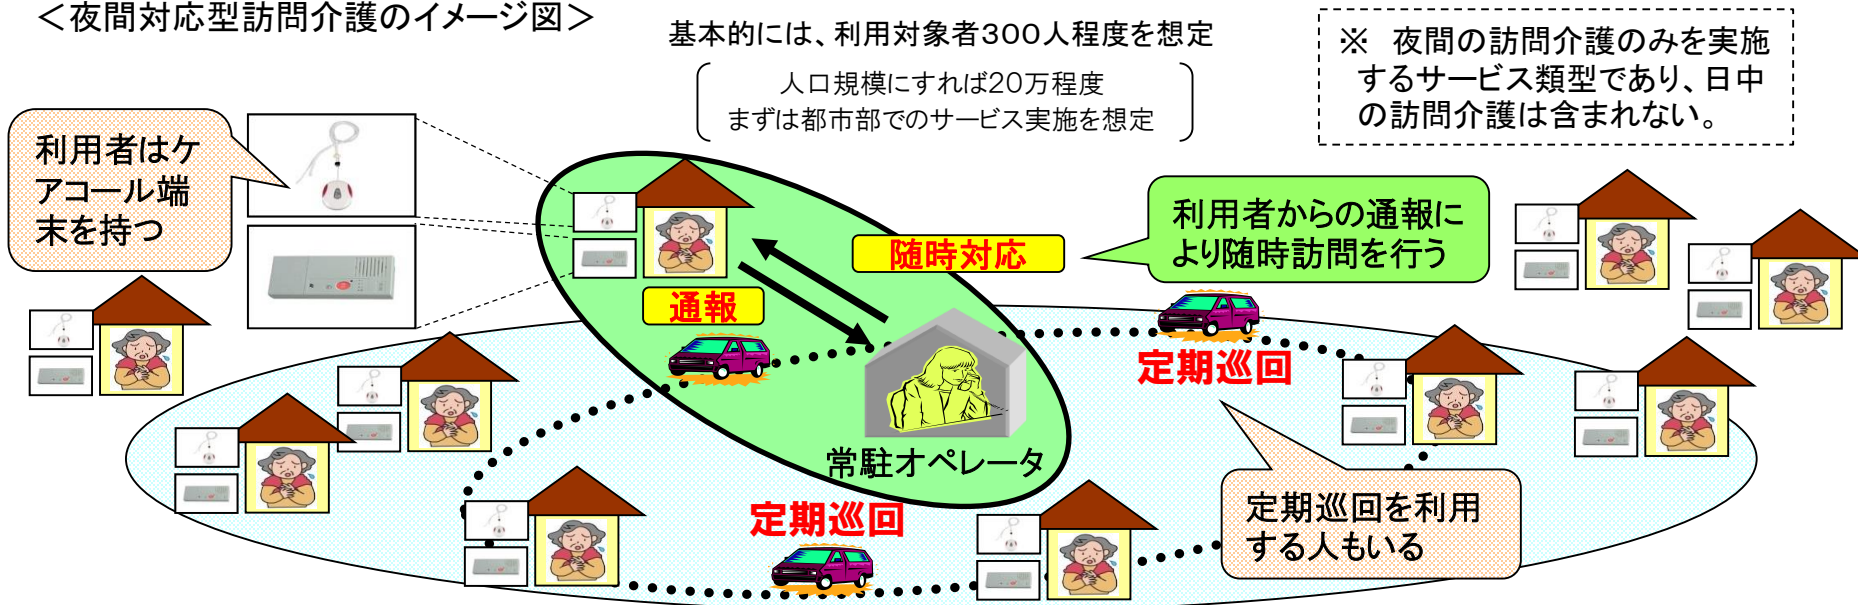 <夜間対応型訪問介護のイメージ図>
基本的には、利用対象者300人程度を想定
人口規模にすれば20万程度
まずは都市部でのサービス実施を想定
※ 夜間の訪問介護のみを実施
するサービス類型であり、日中
の訪問介護は含まれない。
利用者はケ
アコール端
末を持つ
利用者からの通報に
より随時訪問を行う
随時対応
通報
定期巡回
常駐オペレータ
定期巡回
定期巡回を利用
する人もいる